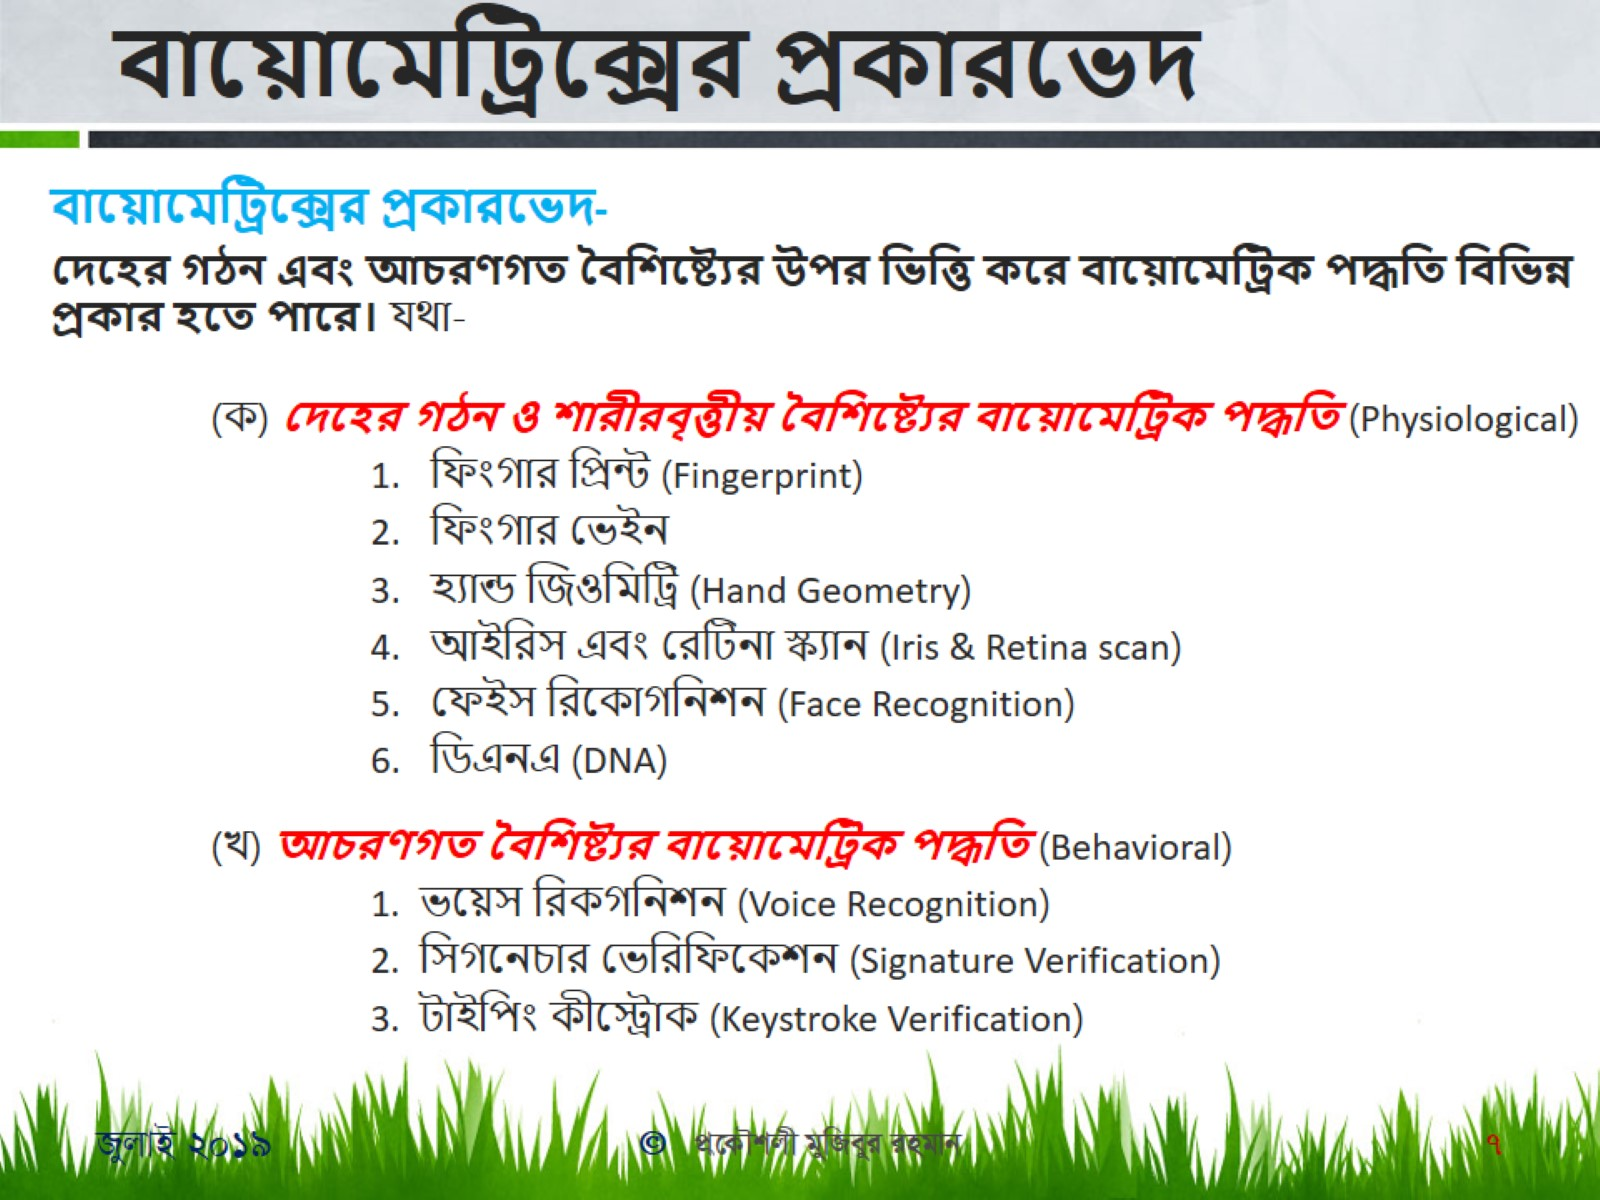 বায়োমেট্রিক্সের প্রকারভেদ
বায়োমেট্রিক্সের প্রকারভেদ-
দেহের গঠন এবং আচরণগত বৈশিষ্ট্যের উপর ভিত্তি করে বায়োমেট্রিক পদ্ধতি বিভিন্ন
প্রকার হতে পারে। যথা-
(ক) দেহের গঠন ও শারীরবৃত্তীয় বৈশিষ্ট্যের বায়োমেট্রিক পদ্ধতি (Physiological)
1. ফিংগার প্রিন্ট (Fingerprint)
2. ফিংগার ভেইন
3. হ্যান্ড জিওমিট্রি (Hand Geometry)
4. আইরিস এবং রেটিনা স্ক্যান (Iris & Retina scan)
5. ফেইস রিকোগনিশন (Face Recognition)
6. ডিএনএ (DNA)
(খ) আচরণগত বৈশিষ্ট্যর বায়োমেট্রিক পদ্ধতি (Behavioral)
1. ভয়েস রিকগনিশন (Voice Recognition)
2. সিগনেচার ভেরিফিকেশন (Signature Verification)
3. টাইপিং কীস্ট্রোক (Keystroke Verification)
জুলাই ২০১৯ © প্রকৌশলী মুজিবুর রহমান ৭